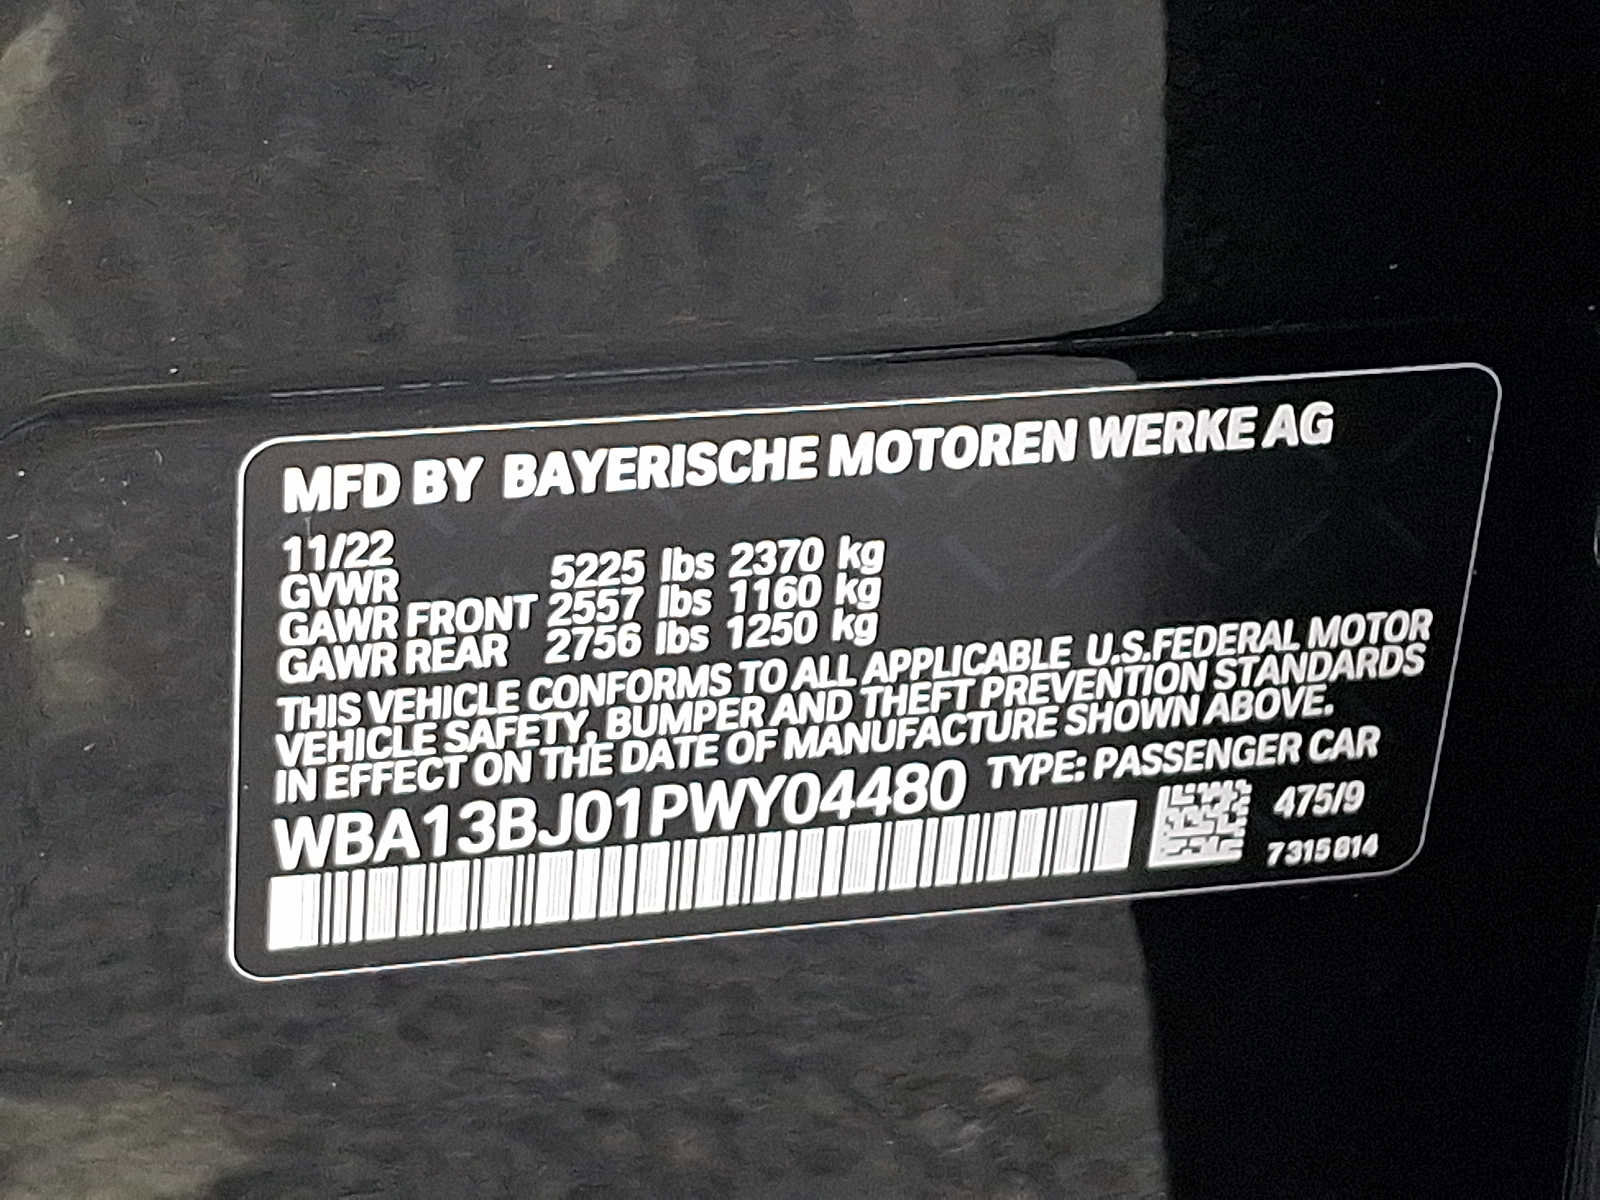 MFD BY BAYERISCHE MOTOREN WERKE AG
11/22
GVWR 5225 lbs 2370 kg
GAWR FRONT 2557 lbs 1160 kg
GAWR REAR 2756 lbs 1250 kg
THIS VEHICLE CONFORMS TO ALL APPLICABLE U.S.FEDERAL MOTOR
VEHICLE SAFETY, BUMPER AND THEFT PREVENTION STANDARDS
IN EFFECT ON THE DATE OF MANUFACTURE SHOWN ABOVE.
WBA13BJ01PWY04480 TYPE: PASSENGER CAR
475/9
7315814